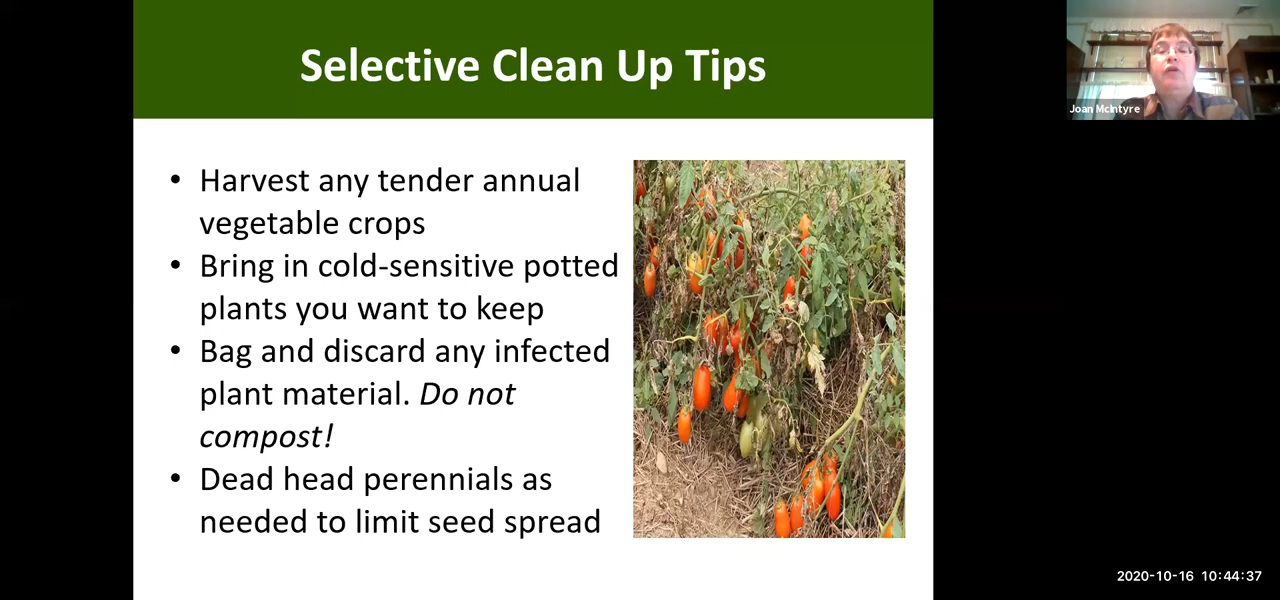 Selective Clean Up Tips
Joan McIntyre
• Harvest any tender annual
vegetable crops
• Bring in cold-sensitive potted
plants you want to keep
• Bag and discard any infected
plant material. Do not
compost!
• Dead head perennials as
needed to limit seed spread
2020-10-16 10:44:37